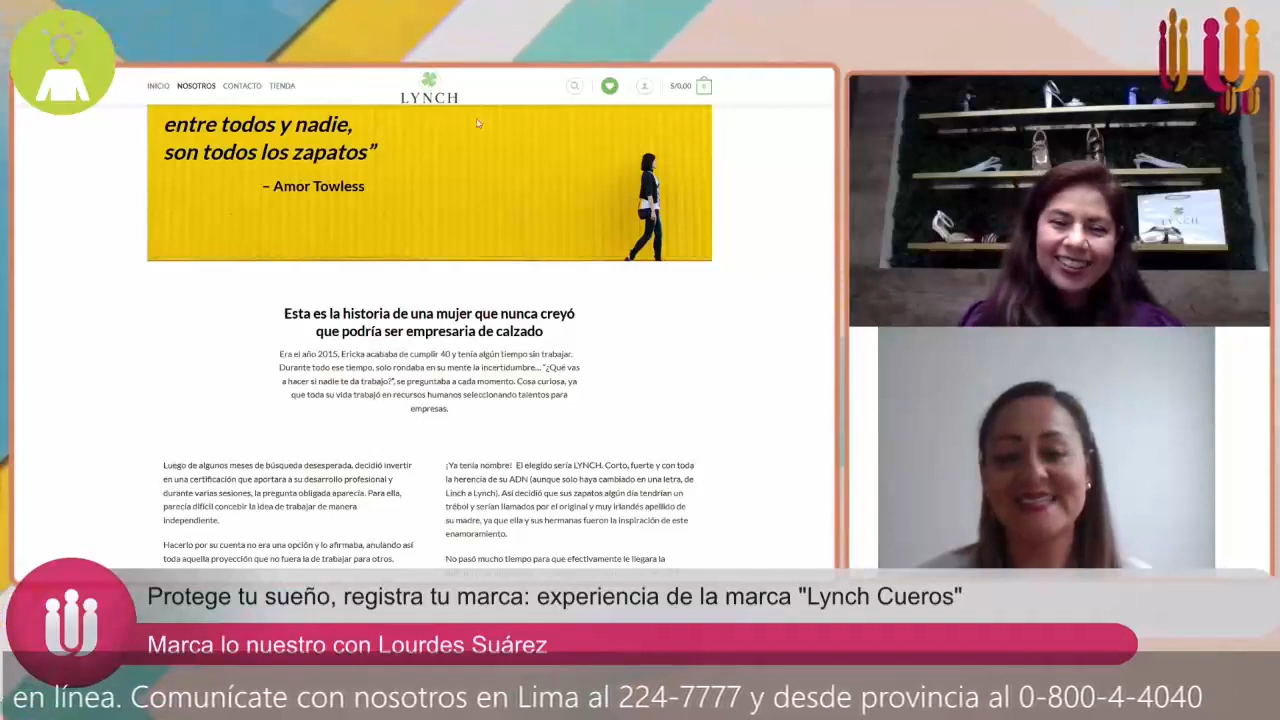 INICIO NOSOTROS CONTACTO TIENDA
LYNCH
S/0.00 0
entre todos y nadie,
son todos los zapatos”
– Amor Towless
Esta es la historia de una mujer que nunca creyó
que podría ser empresaria de calzado
Era el año 2015, Ericka acababa de cumplir 40 y tenía algún tiempo sin trabajar.
Durante todo ese tiempo, solo rondaba en su mente la incertidumbre... “¿Qué vas
a hacer si nadie te da trabajo?”, se preguntaba a cada momento. Cosa curiosa, ya
que toda su vida trabajó en recursos humanos seleccionando talentos para
empresas.
Luego de algunos meses de búsqueda desesperada, decidió invertir
en una certificación que aportara a su desarrollo profesional y
durante varias sesiones, la pregunta obligada aparecía. Para ella,
parecía difícil concebir la idea de trabajar de manera
independiente.
Hacerlo por su cuenta no era una opción y lo afirmaba, anulando así
toda aquella proyección que no fuera la de trabajar para otros.
¡Ya tenía nombre! El elegido sería LYNCH. Corto, fuerte y con toda
la herencia de su ADN (aunque solo haya cambiado en una letra, de
Linch a Lynch). Así decidió que sus zapatos algún día tendrían un
trébol y serían llamados por el original y muy irlandés apellido de
su madre, ya que ella y sus hermanas fueron la inspiración de este
enamoramiento.
No pasó mucho tiempo para que efectivamente le llegara la
LYNCH
Protege tu sueño, registra tu marca: experiencia de la marca "Lynch Cueros"
Marca lo nuestro con Lourdes Suárez
en línea. Comunícate con nosotros en Lima al 224-7777 y desde provincia al 0-800-4-4040